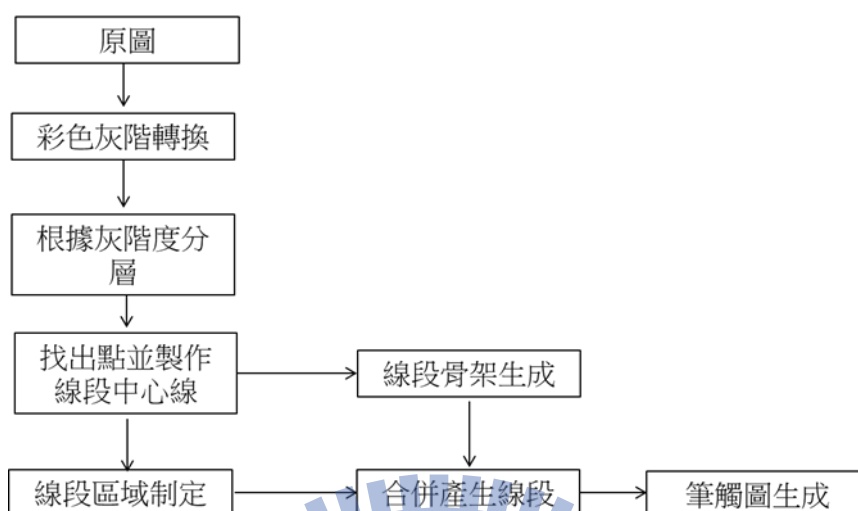 原圖
彩色灰階轉換
根據灰階度分
層
找出點並製作
線段中心線
線段骨架生成
線段區域制定
合併產生線段
筆觸圖生成